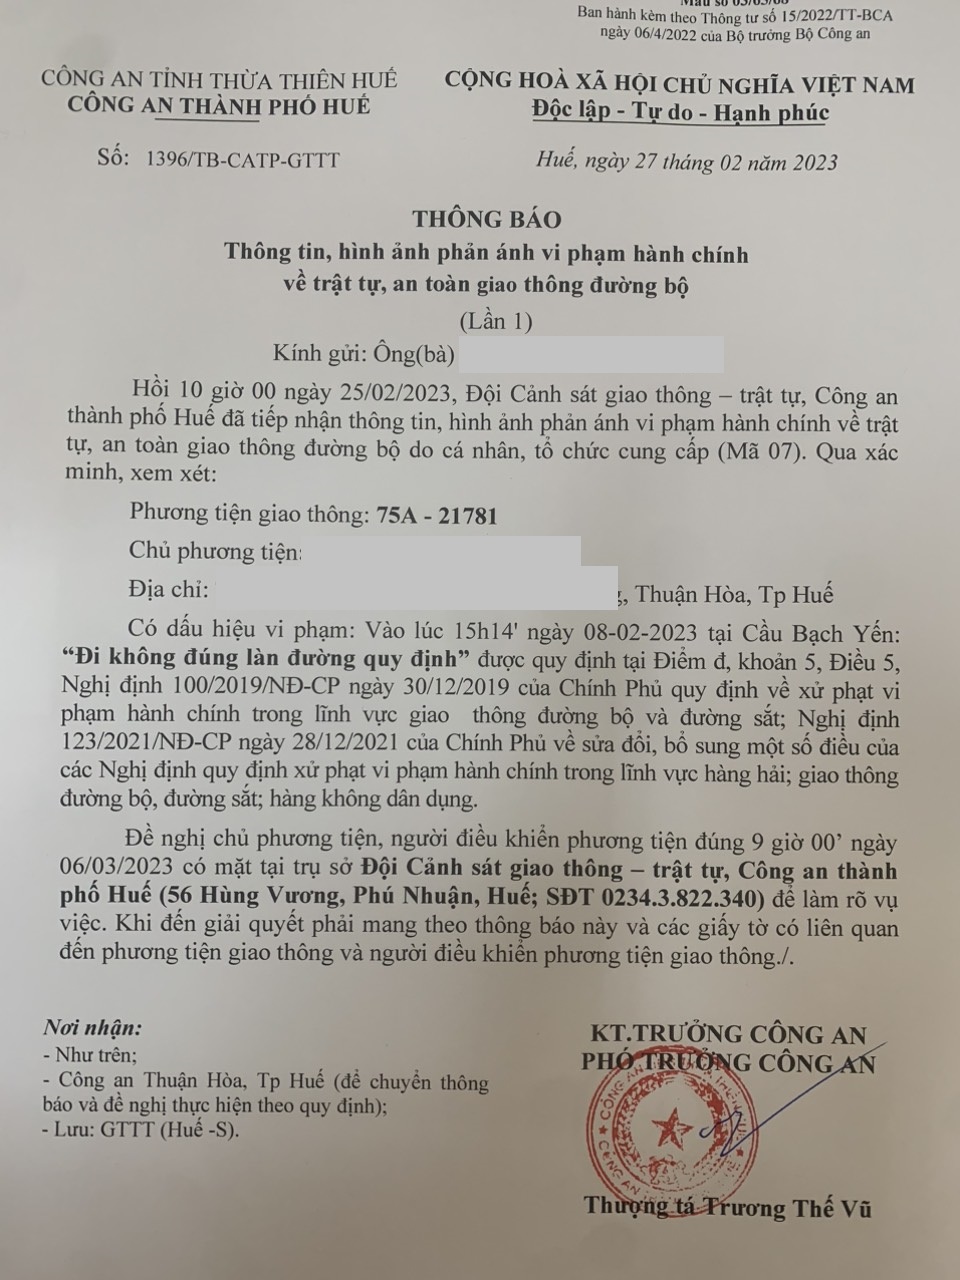 Mẫu số 03/65/68
Ban hành kèm theo Thông tư số 15/2022/TT-BCA
ngày 06/4/2022 của Bộ trưởng Bộ Công an
CÔNG AN TỈNH THỪA THIÊN HUẾ
CÔNG AN THÀNH PHỐ HUẾ
CỘNG HOÀ XÃ HỘI CHỦ NGHĨA VIỆT NAM
Độc lập - Tự do - Hạnh phúc
Số: 1396/TB-CATP-GTTT
Huế, ngày 27 tháng 02 năm 2023
THÔNG BÁO
Thông tin, hình ảnh phản ánh vi phạm hành chính
về trật tự, an toàn giao thông đường bộ
(Lần 1)
Kính gửi: Ông(bà)
Hồi 10 giờ 00 ngày 25/02/2023, Đội Cảnh sát giao thông – trật tự, Công an
thành phố Huế đã tiếp nhận thông tin, hình ảnh phản ánh vi phạm hành chính về trật
tự, an toàn giao thông đường bộ do cá nhân, tổ chức cung cấp (Mã 07). Qua xác
minh, xem xét:
Phương tiện giao thông: 75A - 21781
Chủ phương tiện:
Địa chỉ: , Thuận Hòa, Tp Huế
Có dấu hiệu vi phạm: Vào lúc 15h14' ngày 08-02-2023 tại Cầu Bạch Yến:
“Đi không đúng làn đường quy định” được quy định tại Điểm đ, khoản 5, Điều 5,
Nghị định 100/2019/NĐ-CP ngày 30/12/2019 của Chính Phủ quy định về xử phạt vi
phạm hành chính trong lĩnh vực giao thông đường bộ và đường sắt; Nghị định
123/2021/NĐ-CP ngày 28/12/2021 của Chính Phủ về sửa đổi, bổ sung một số điều của
các Nghị định quy định xử phạt vi phạm hành chính trong lĩnh vực hàng hải; giao thông
đường bộ, đường sắt; hàng không dân dụng.
Đề nghị chủ phương tiện, người điều khiển phương tiện đúng 9 giờ 00’ ngày
06/03/2023 có mặt tại trụ sở Đội Cảnh sát giao thông – trật tự, Công an thành
phố Huế (56 Hùng Vương, Phú Nhuận, Huế; SĐT 0234.3.822.340) để làm rõ vụ
việc. Khi đến giải quyết phải mang theo thông báo này và các giấy tờ có liên quan
đến phương tiện giao thông và người điều khiển phương tiện giao thông./.
Nơi nhận:
- Như trên;
- Công an Thuận Hòa, Tp Huế (để chuyển thông
báo và đề nghị thực hiện theo quy định);
- Lưu: GTTT (Huế -S).
KT.TRƯỞNG CÔNG AN
PHÓ TRƯỞNG CÔNG AN
Thượng tá Trương Thế Vũ